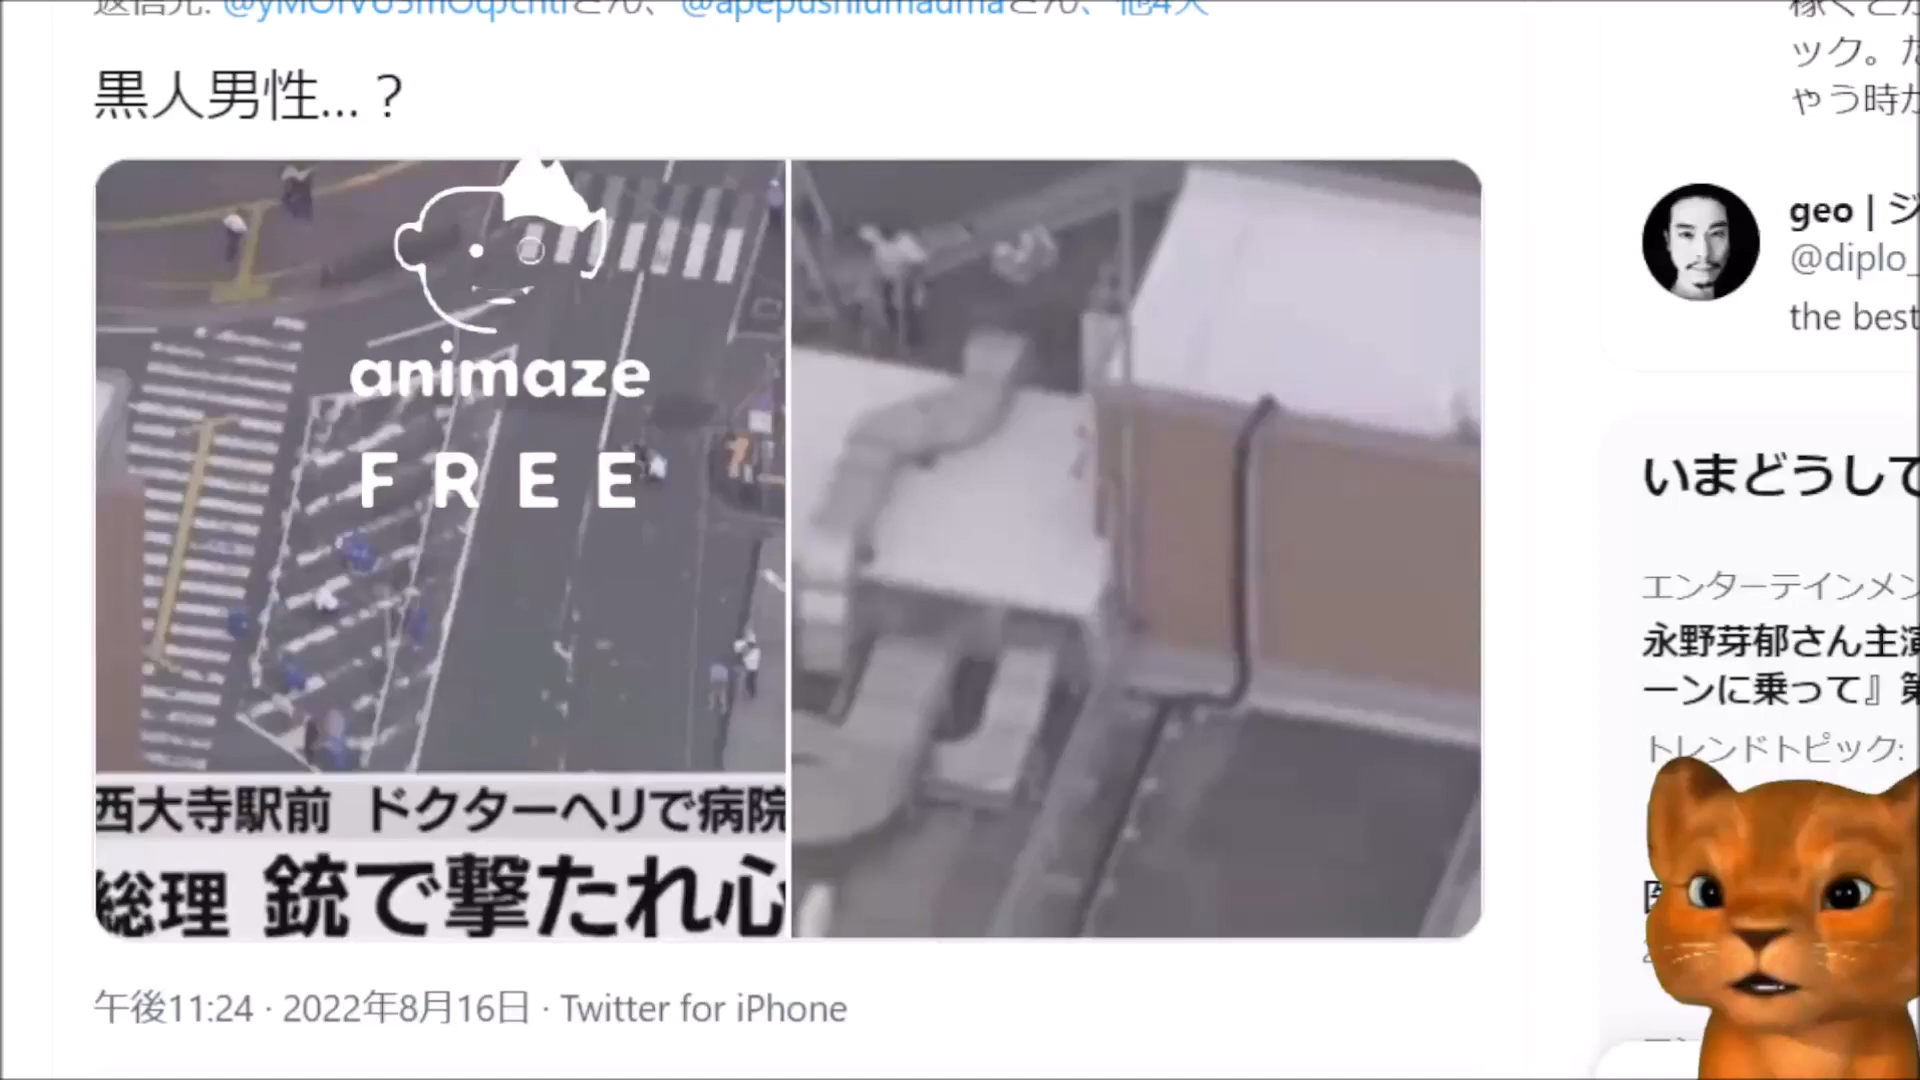 黒人男性...？
animaze
FREE
西大寺駅前 ドクターヘリで病院
総理 銃で撃たれ心
午後11:24 · 2022年8月16日 · Twitter for iPhone
ック。
やう時
geo | ジ
@diplo_
the best
いまどうして
エンターテインメン
永野芽郁さん主演
ーンに乗って』第
トレンドトピック: